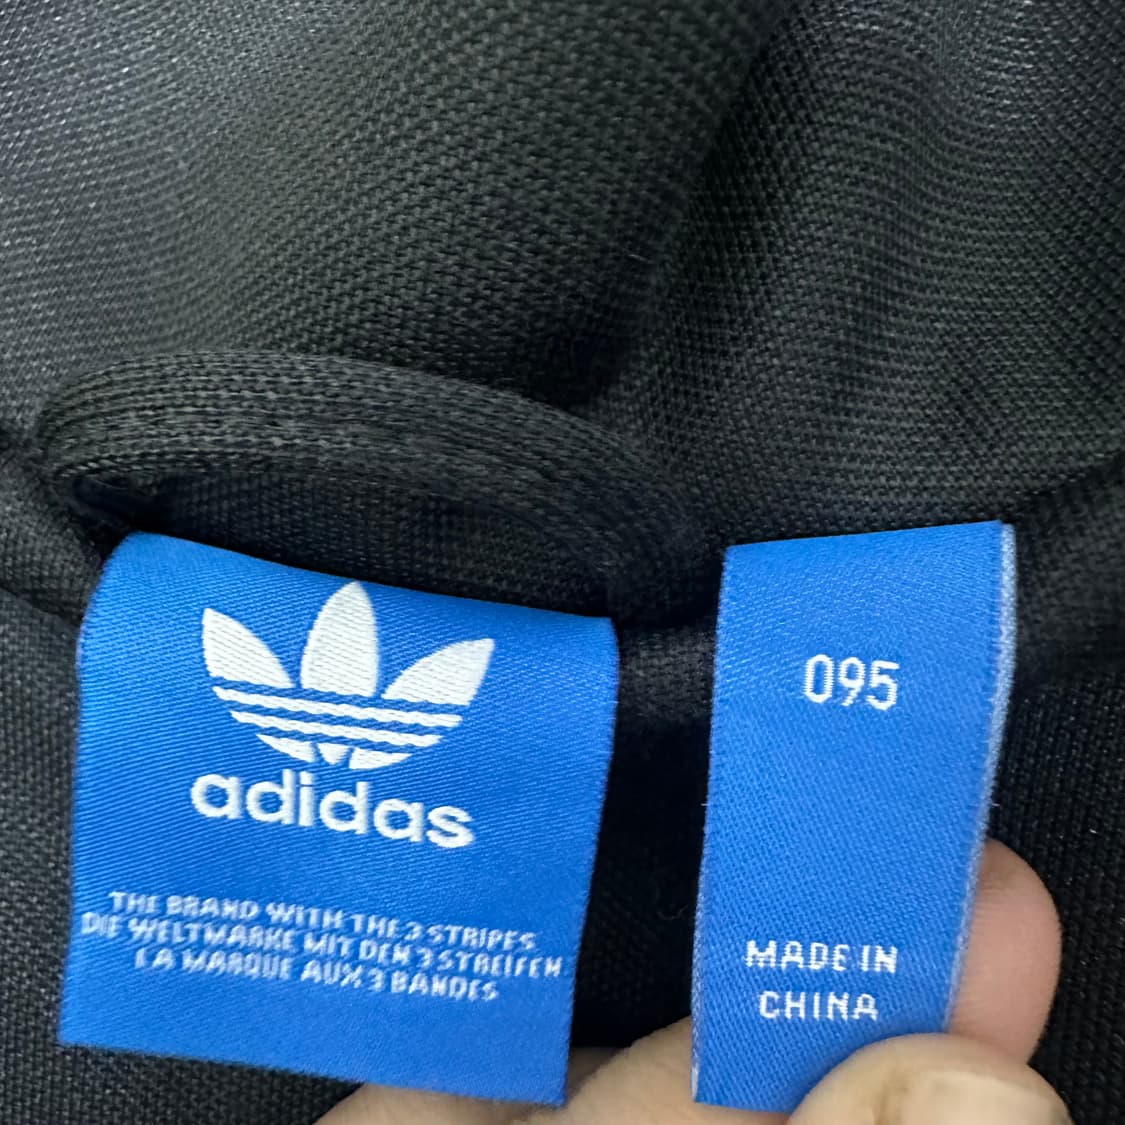 adidas
THE BRAND WITH THE 3 STRIPES
DIE WELTMARKE MIT DEN 3 STREIFEN
LA MARQUE AUX 3 BANDES
095
MADE IN
CHINA